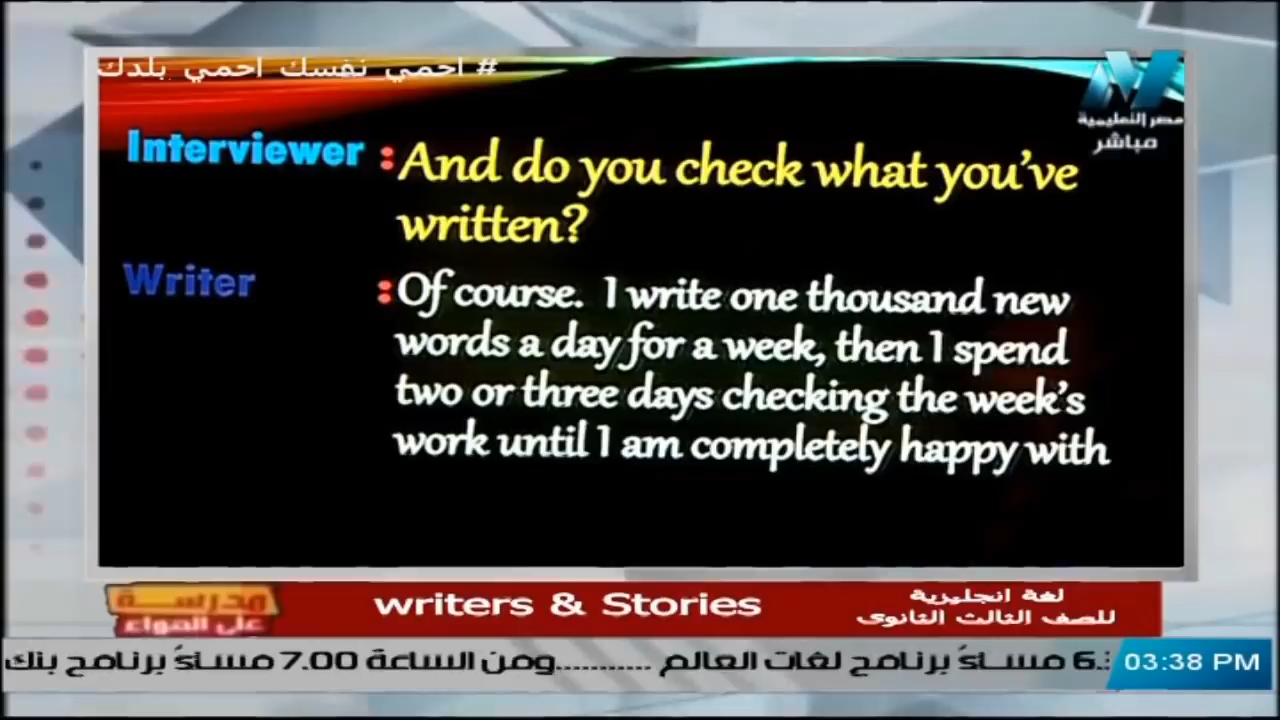 # احمي نفسك احمي بلدك
مصر التعليمية
مباشر
Interviewer : And do you check what you've
written?
Writer : Of course. I write one thousand new
words a day for a week, then I spend
two or three days checking the week's
work until I am completely happy with
مدرسة
على الهواء
writers & Stories
لغة انجليزية
للصف الثالث الثانوى
مساءً برنامج لغات العالم ...........ومن الساعة 7.00 مساءً برنامج بنك
03:38 PM